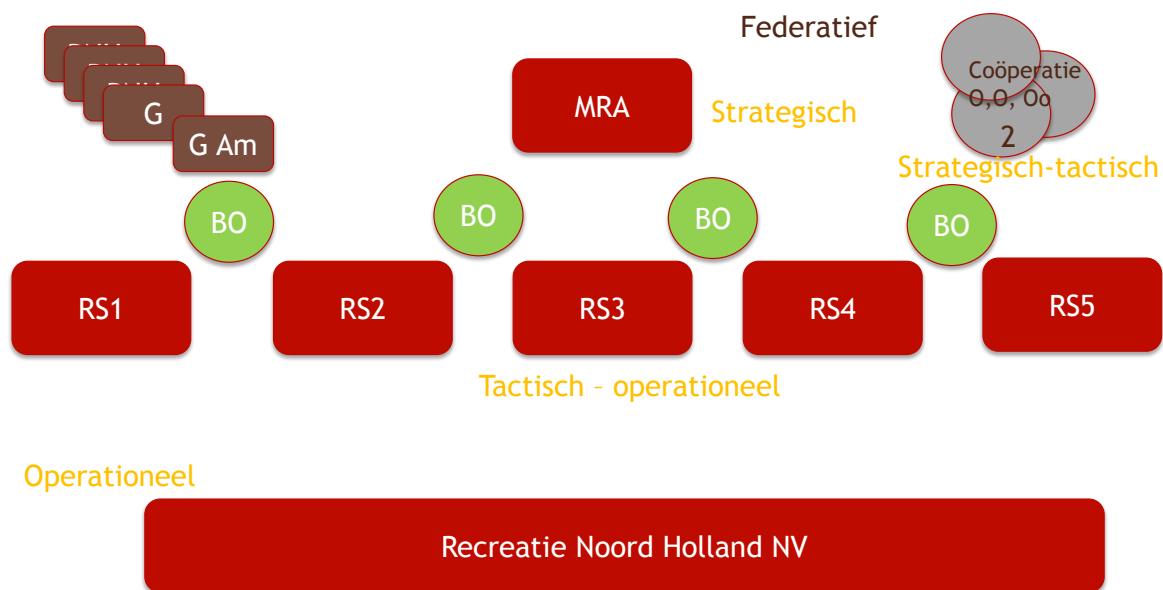 Federatief
G
G Am
MRA
Strategisch
Coöperatie
O,O, Oo
2
Strategisch-tactisch
BO
BO
BO
BO
RS1
RS2
RS3
RS4
RS5
Tactisch – operationeel
Operationeel
Recreatie Noord Holland NV